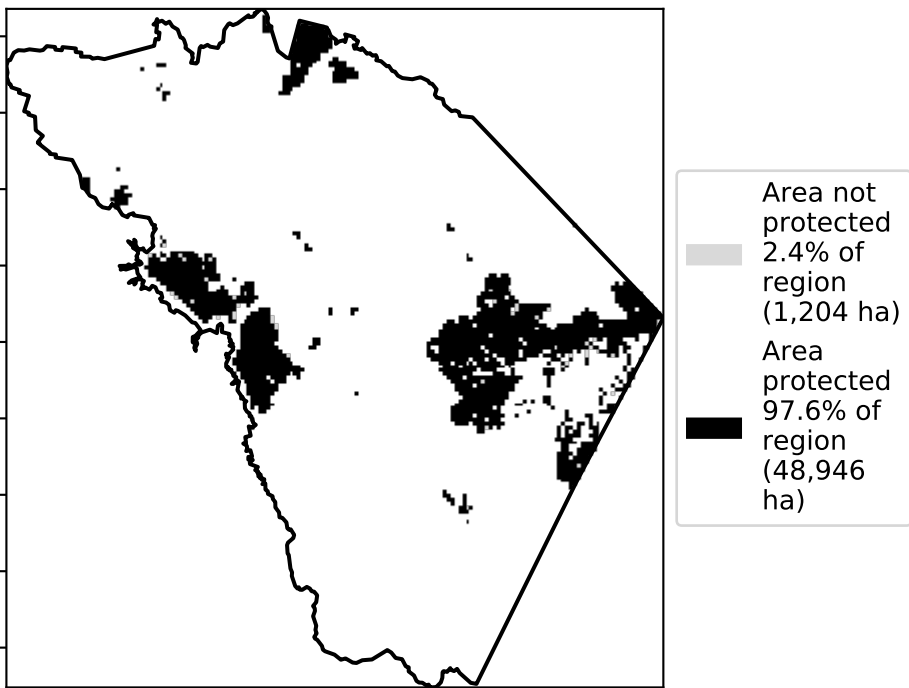 Area not
protected
2.4% of
region
(1,204 ha)
Area
protected
97.6% of
region
(48,946
ha)